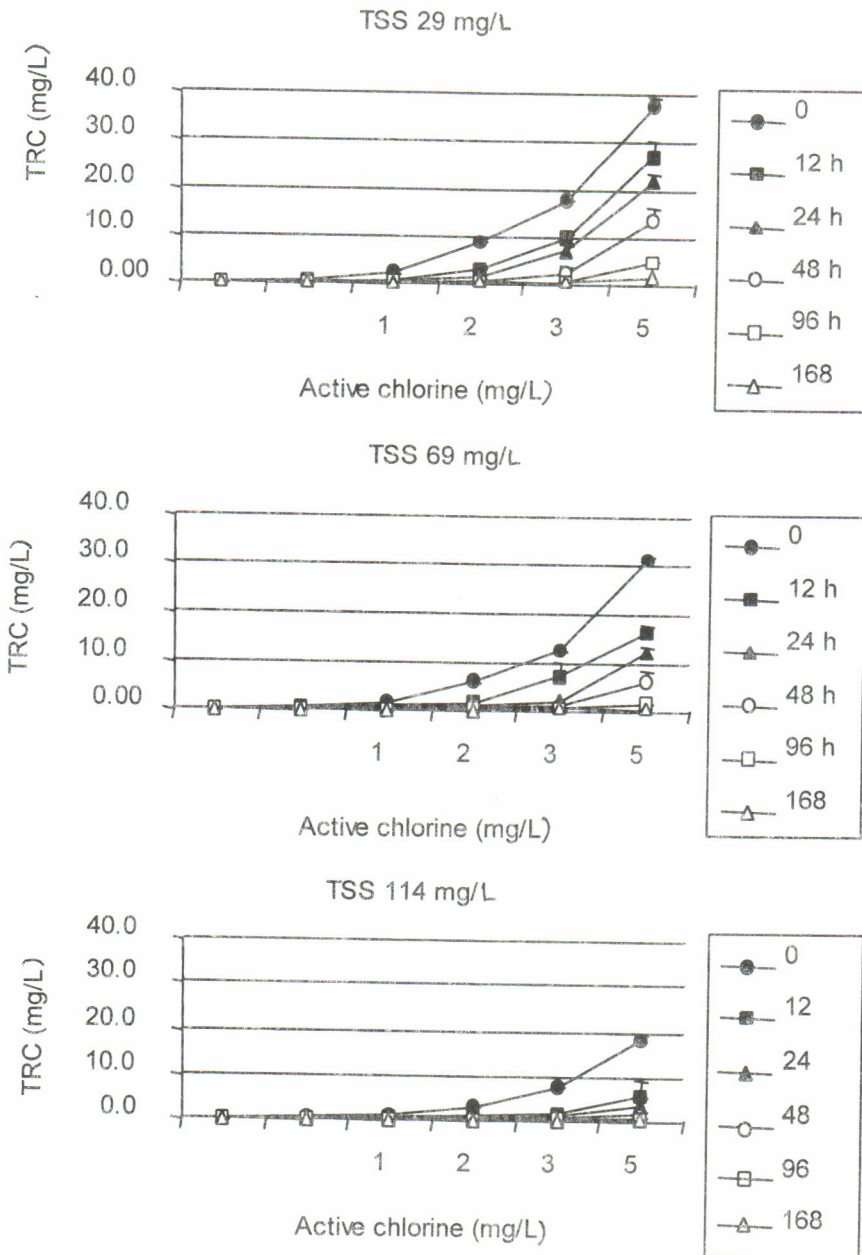 TSS 29 mg/L
TRC (mg/L)
40.0
30.0
20.0
10.0
0.00
1 2 3 5
Active chlorine (mg/L)
0
12 h
24 h
48 h
96 h
168
TSS 69 mg/L
TRC (mg/L)
40.0
30.0
20.0
10.0
0.00
1 2 3 5
Active chlorine (mg/L)
0
12 h
24 h
48 h
96 h
168
TSS 114 mg/L
TRC (mg/L)
40.0
30.0
20.0
10.0
0.0
1 2 3 5
Active chlorine (mg/L)
0
12
24
48
96
168